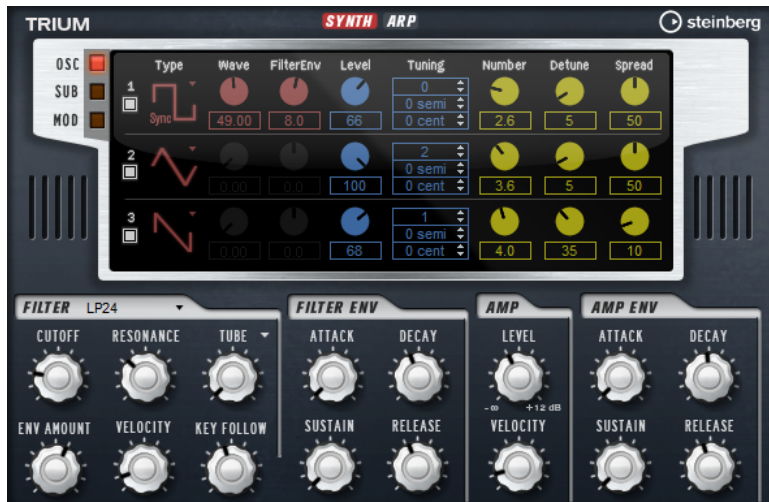 TRIUM SYNTH ARP steinberg
OSC
SUB
MOD
Type Wave FilterEnv Level Tuning Number Detune Spread
1 Sync 49.00 8.0 66 0 2.6 5 50
0 semi
0 cent
2 0.00 0.0 100 2 3.6 5 50
0 semi
0 cent
3 0.00 0.0 68 1 4.0 35 10
0 semi
0 cent
FILTER LP24 FILTER ENV AMP AMP ENV
CUTOFF RESONANCE TUBE ATTACK DECAY LEVEL ATTACK DECAY
-∞ +12 dB
ENV AMOUNT VELOCITY KEY FOLLOW SUSTAIN RELEASE VELOCITY SUSTAIN RELEASE